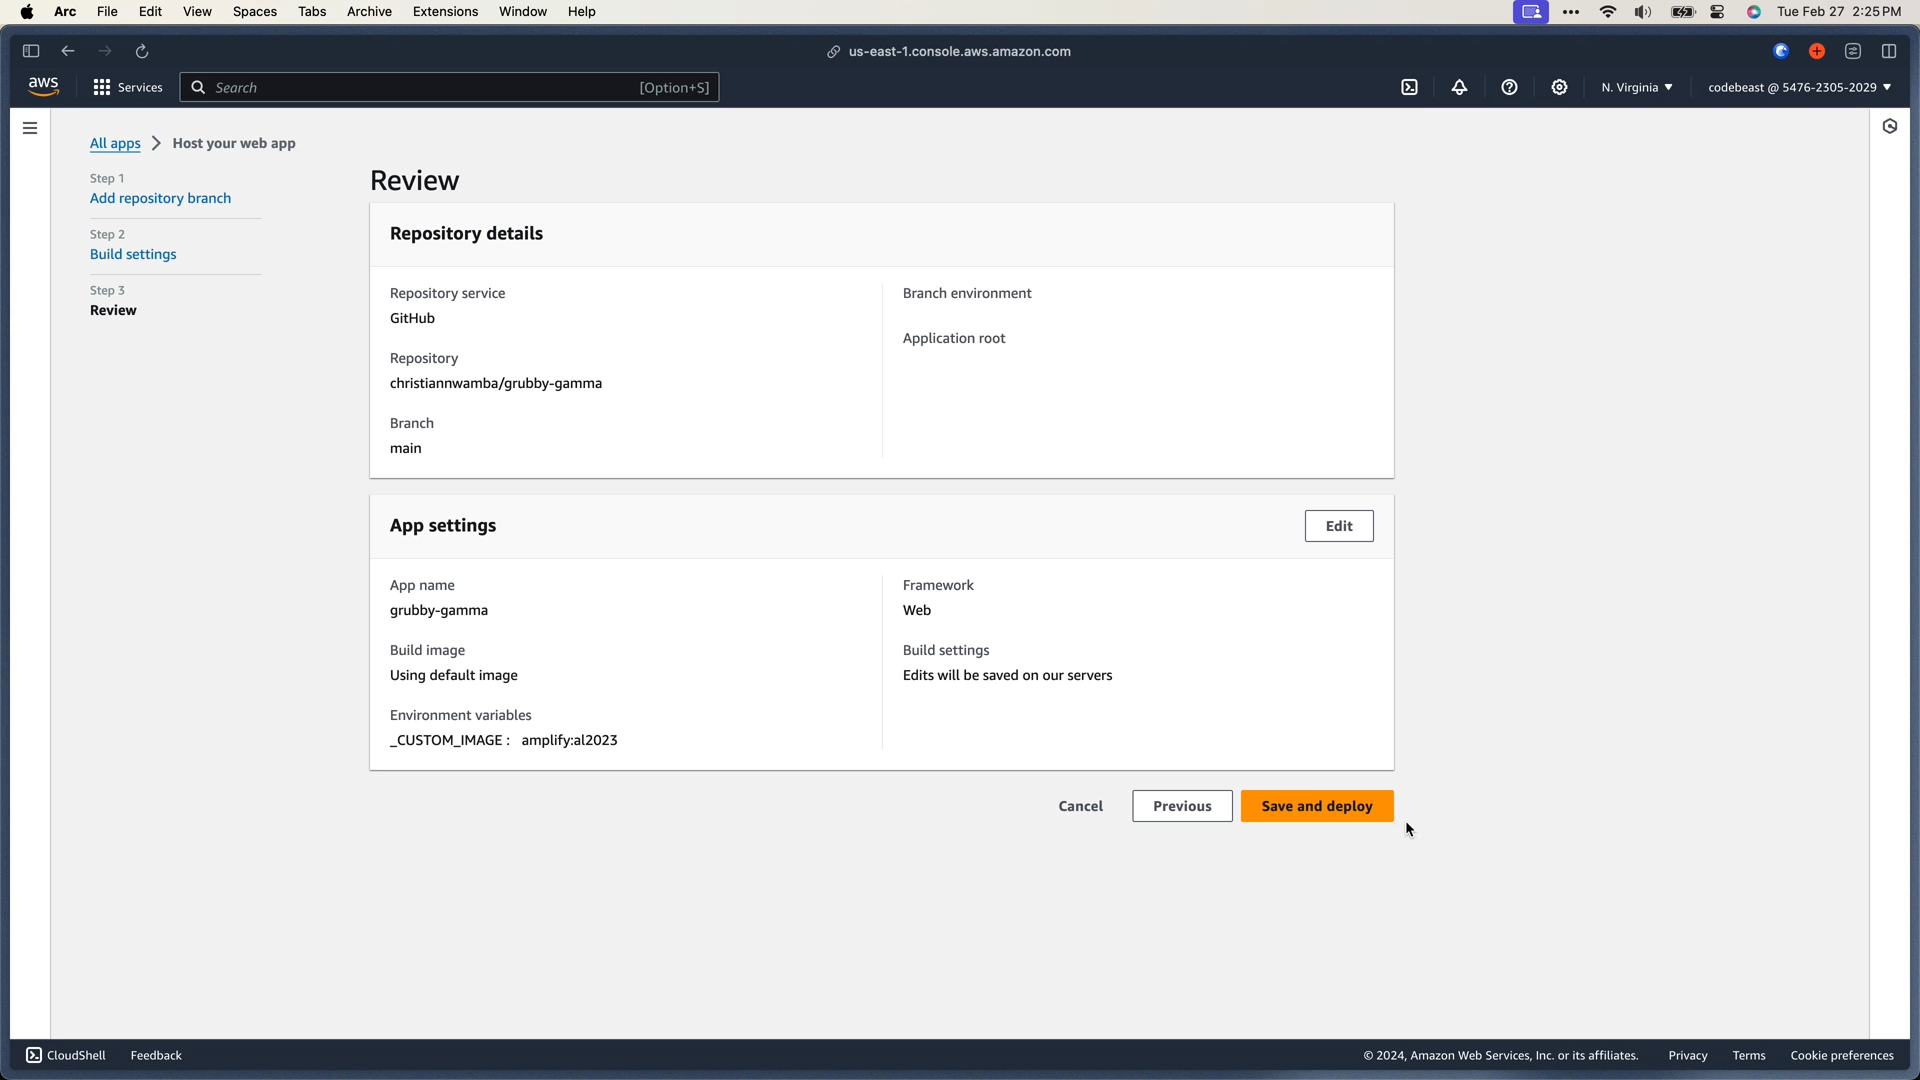 Arc File Edit View Spaces Tabs Archive Extensions Window Help Tue Feb 27 2:25 PM
us-east-1.console.aws.amazon.com
aws Services Search [Option+S] N. Virginia codebeast @ 5476-2305-2029
All apps Host your web app
Step 1
Add repository branch
Step 2
Build settings
Step 3
Review
Review
Repository details
Repository service
GitHub
Repository
christiannwamba/grubby-gamma
Branch
main
Branch environment
Application root
App settings
Edit
App name
grubby-gamma
Build image
Using default image
Environment variables
_CUSTOM_IMAGE : amplify:al2023
Framework
Web
Build settings
Edits will be saved on our servers
Cancel Previous Save and deploy
CloudShell Feedback © 2024, Amazon Web Services, Inc. or its affiliates. Privacy Terms Cookie preferences